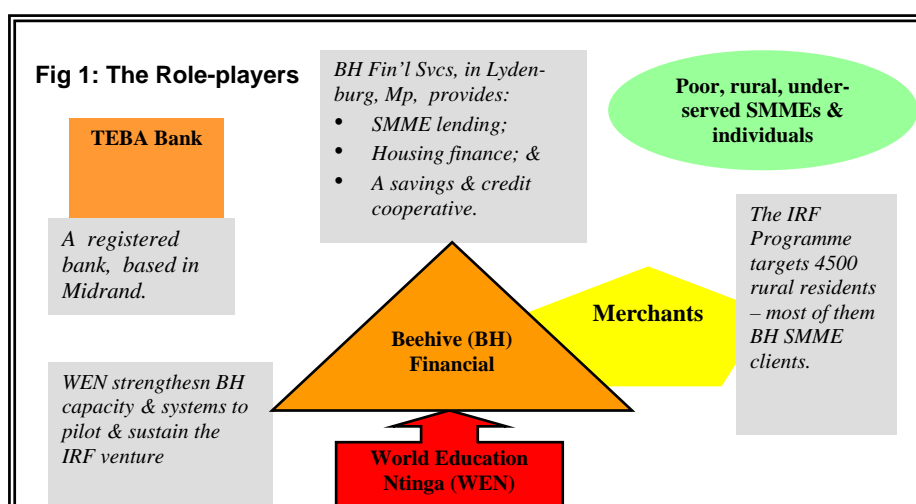 Fig 1: The Role-players
BH Fin'l Svcs, in Lyden-
burg, Mp, provides:
• SMME lending;
• Housing finance; &
• A savings & credit
cooperative.
Poor, rural, under-
served SMMEs &
individuals
TEBA Bank
A registered
bank, based in
Midrand.
The IRF
Programme
targets 4500
rural residents
– most of them
BH SMME
clients.
Merchants
Beehive (BH)
Financial
WEN strengthesn BH
capacity & systems to
pilot & sustain the
IRF venture
World Education
Ntinga (WEN)